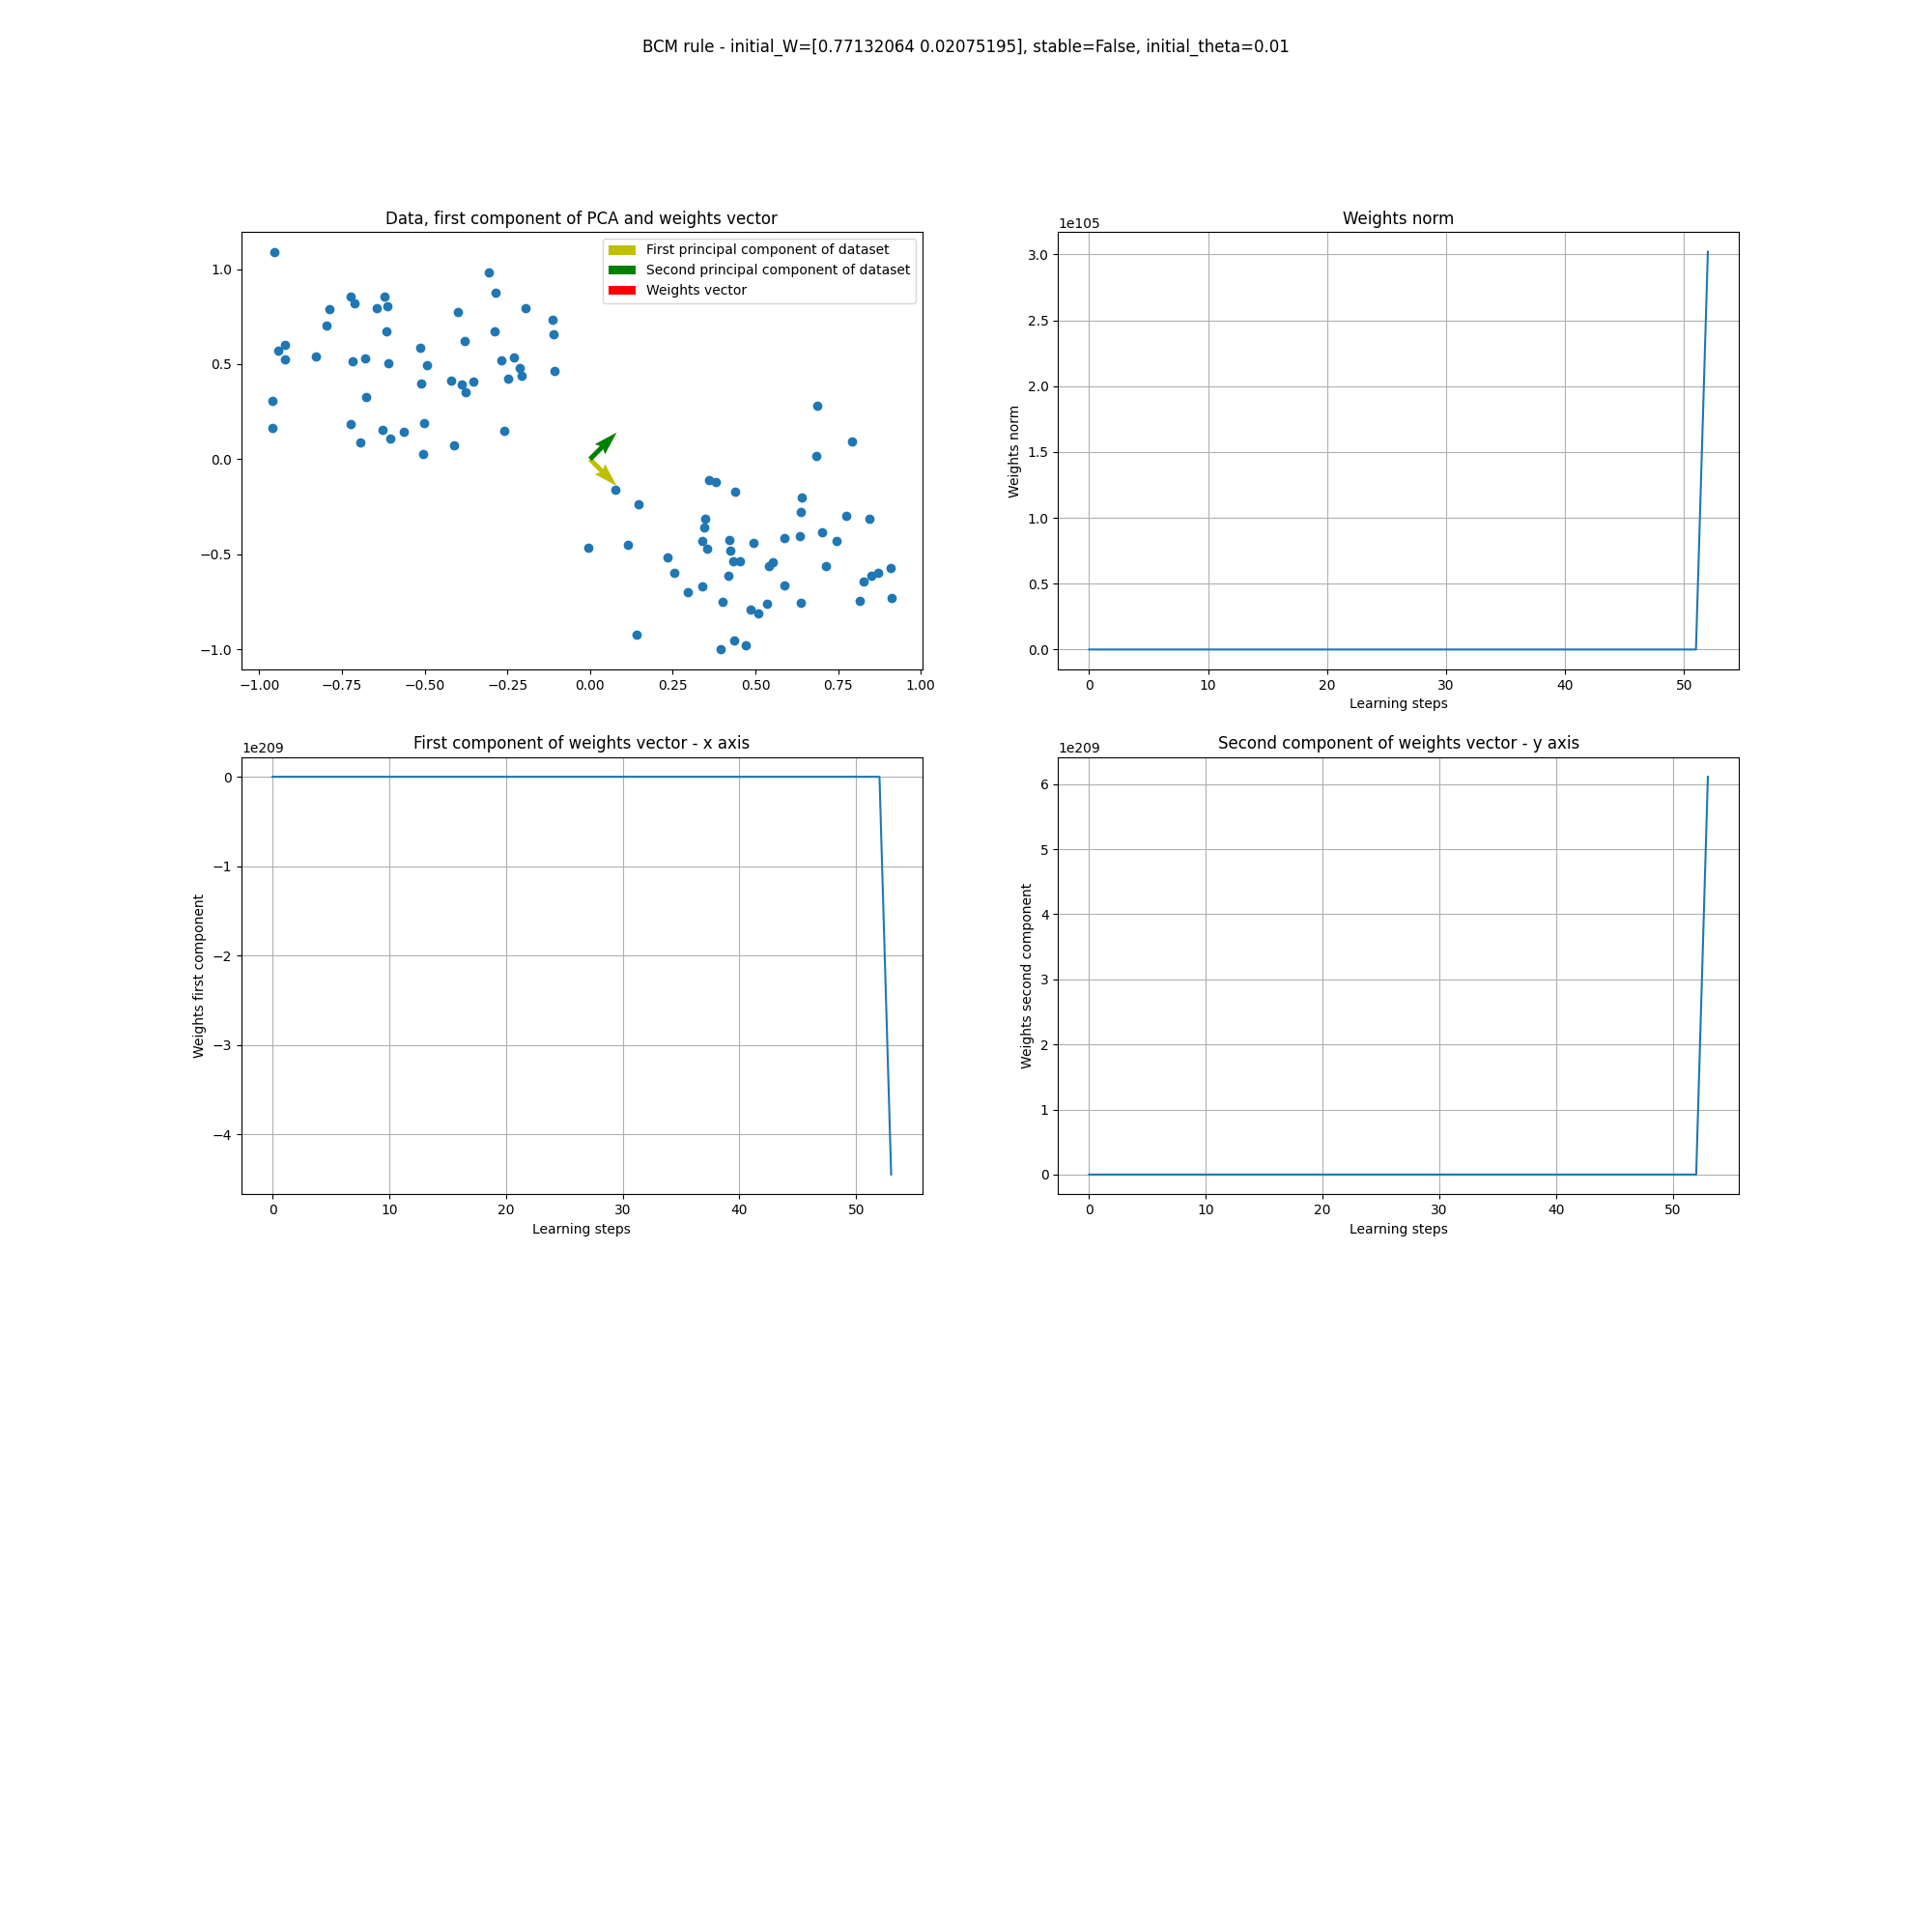 BCM rule - initial_W=[0.77132064 0.02075195], stable=False, initial_theta=0.01
Data, first component of PCA and weights vector
First principal component of dataset
Second principal component of dataset
Weights vector
1.0
0.5
0.0
−0.5
−1.0
−1.00 −0.75 −0.50 −0.25 0.00 0.25 0.50 0.75 1.00
Weights norm
1e105
3.0
2.5
2.0
1.5
1.0
0.5
0.0
Weights norm
0 10 20 30 40 50
Learning steps
First component of weights vector - x axis
1e209
0
−1
−2
−3
−4
Weights first component
0 10 20 30 40 50
Learning steps
Second component of weights vector - y axis
1e209
6
5
4
3
2
1
0
Weights second component
0 10 20 30 40 50
Learning steps